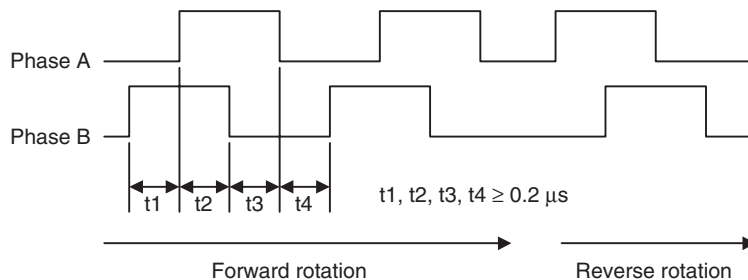 Phase A
Phase B
t1 t2 t3 t4
t1, t2, t3, t4 ≥ 0.2 μs
Forward rotation
Reverse rotation